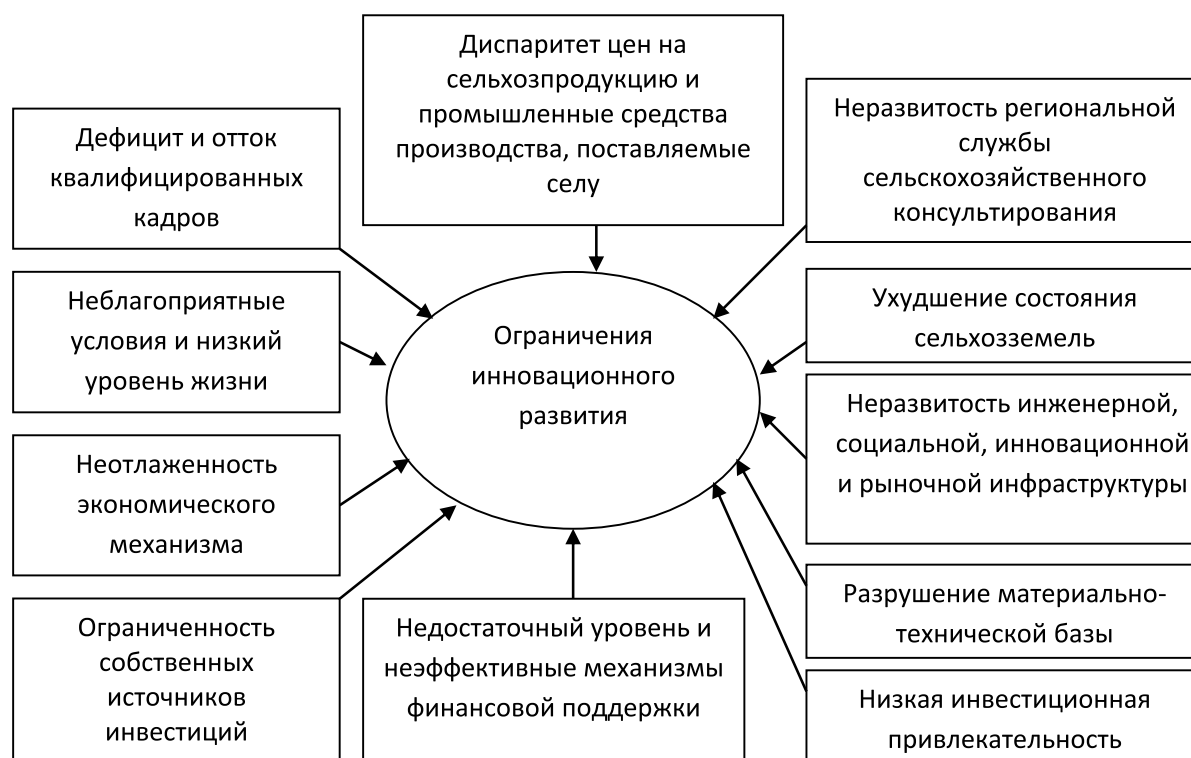 Диспаритет цен на
сельхозпродукцию и
промышленные средства
производства, поставляемые
селу
Дефицит и отток
квалифицированных
кадров
Неблагоприятные
условия и низкий
уровень жизни
Неотлаженность
экономического
механизма
Ограниченность
собственных
источников
инвестиций
Ограничения
инновационного
развития
Недостаточный уровень и
неэффективные механизмы
финансовой поддержки
Неразвитость региональной
службы
сельскохозяйственного
консультирования
Ухудшение состояния
сельхозземель
Неразвитость инженерной,
социальной, инновационной
и рыночной инфраструктуры
Разрушение материально-
технической базы
Низкая инвестиционная
привлекательность